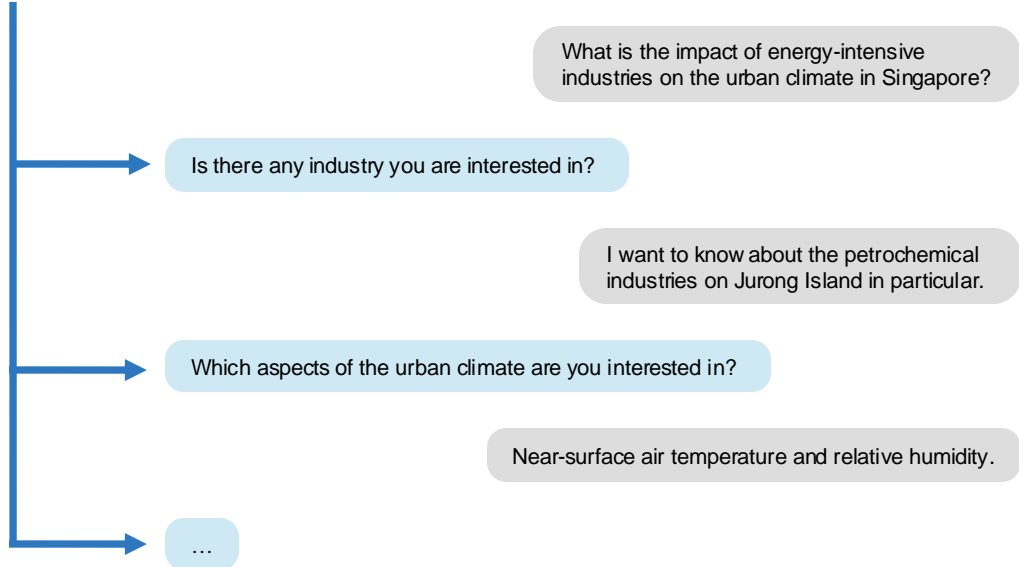 What is the impact of energy-intensive
industries on the urban climate in Singapore?
Is there any industry you are interested in?
I want to know about the petrochemical
industries on Jurong Island in particular.
Which aspects of the urban climate are you interested in?
Near-surface air temperature and relative humidity.
…